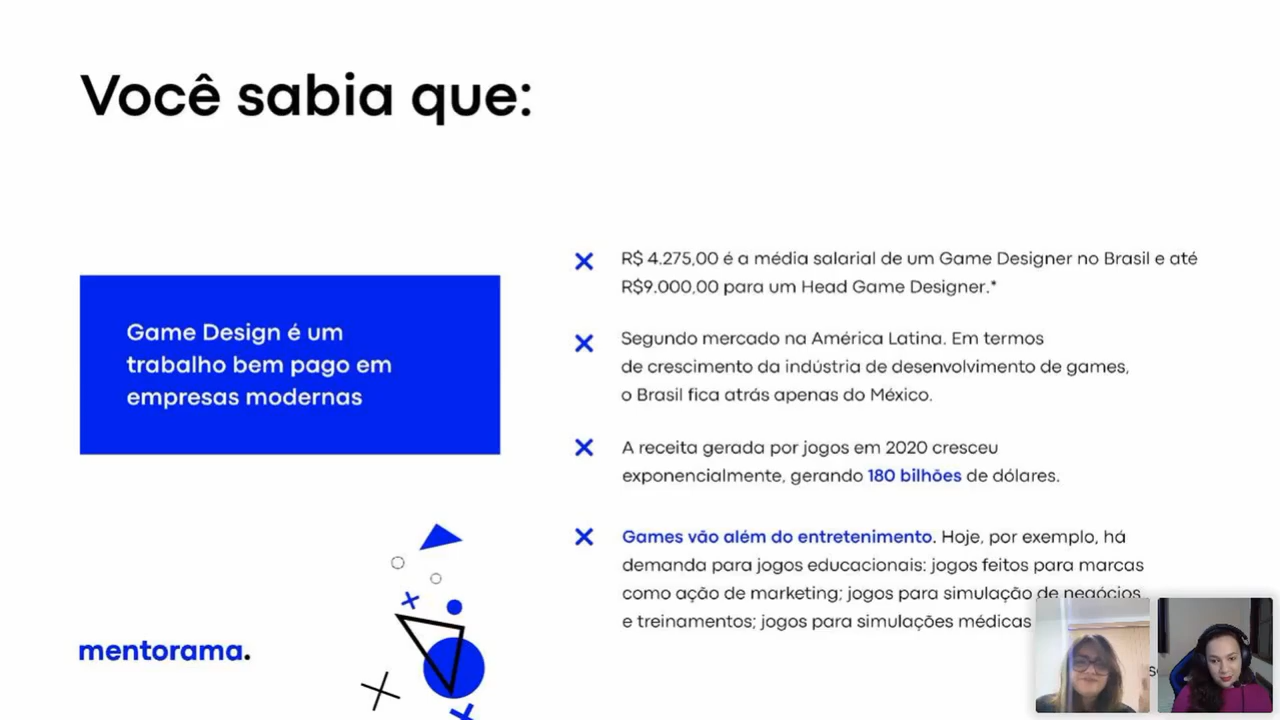 Você sabia que:
Game Design é um
trabalho bem pago em
empresas modernas
R$ 4.275,00 é a média salarial de um Game Designer no Brasil e até
R$9.000,00 para um Head Game Designer.*
Segundo mercado na América Latina. Em termos
de crescimento da indústria de desenvolvimento de games,
o Brasil fica atrás apenas do México.
A receita gerada por jogos em 2020 cresceu
exponencialmente, gerando 180 bilhões de dólares.
Games vão além do entretenimento. Hoje, por exemplo, há
demanda para jogos educacionais: jogos feitos para marcas
como ação de marketing; jogos para simulação de negócios
e treinamentos; jogos para simulações médicas
mentorama.